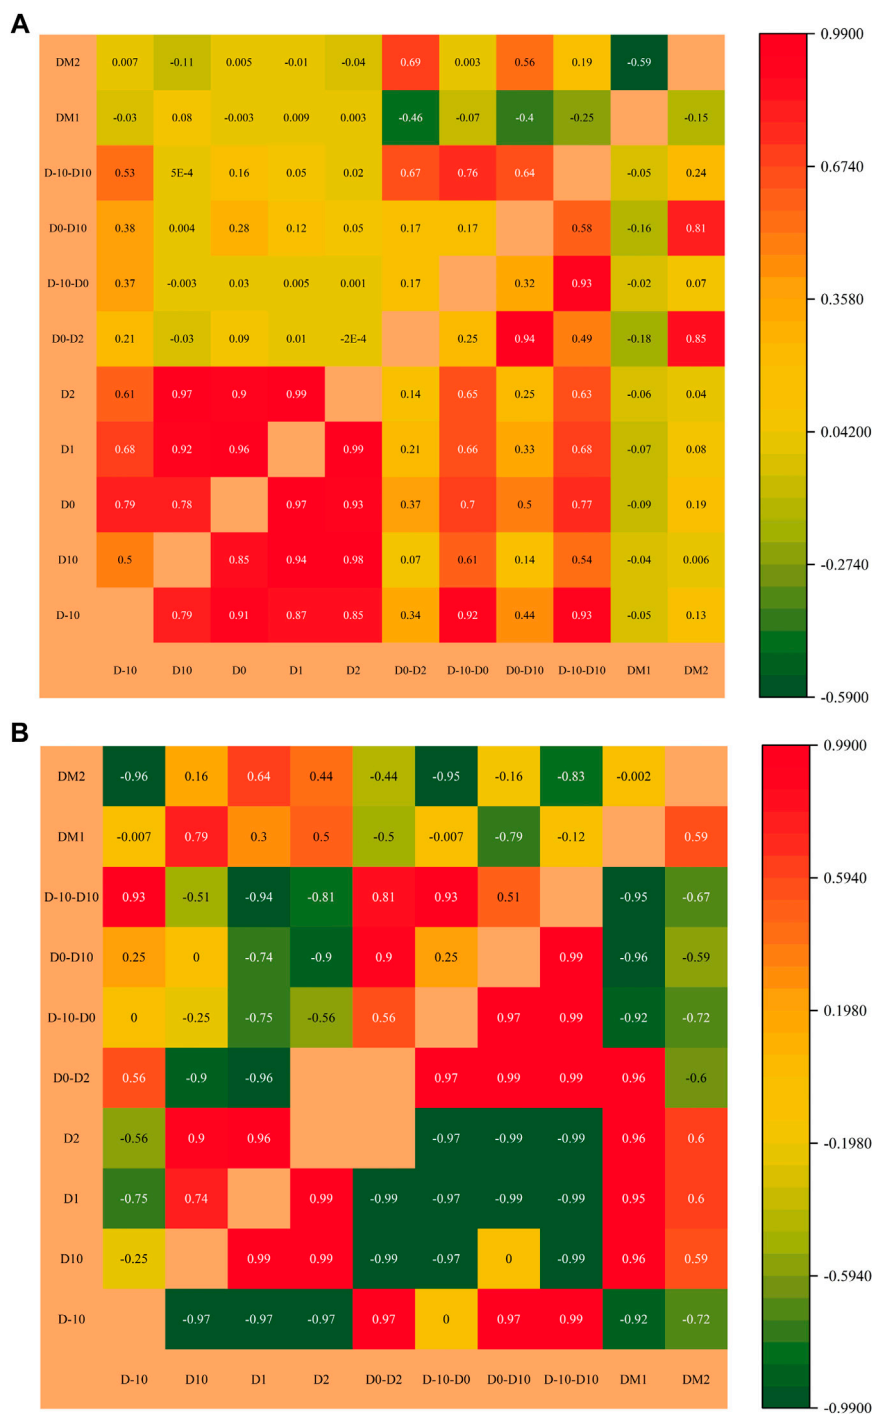 A
DM2 0.007 -0.11 0.005 -0.01 -0.04 0.69 0.003 0.56 0.19 -0.59
DM1 -0.03 0.08 -0.003 0.009 0.003 -0.46 -0.07 -0.4 -0.25 -0.15
D-10-D10 0.53 5E-4 0.16 0.05 0.02 0.67 0.76 0.64 -0.05 0.24
D0-D10 0.38 0.004 0.28 0.12 0.05 0.17 0.17 0.58 -0.16 0.81
D-10-D0 0.37 -0.003 0.03 0.005 0.001 0.17 0.32 0.93 -0.02 0.07
D0-D2 0.21 -0.03 0.09 0.01 -2E-4 0.25 0.94 0.49 -0.18 0.85
D2 0.61 0.97 0.9 0.99 0.14 0.65 0.25 0.63 -0.06 0.04
D1 0.68 0.92 0.96 0.99 0.21 0.66 0.33 0.68 -0.07 0.08
D0 0.79 0.78 0.97 0.93 0.37 0.7 0.5 0.77 -0.09 0.19
D10 0.5 0.85 0.94 0.98 0.07 0.61 0.14 0.54 -0.04 0.006
D-10 0.79 0.91 0.87 0.85 0.34 0.92 0.44 0.93 -0.05 0.13
D-10 D10 D0 D1 D2 D0-D2 D-10-D0 D0-D10 D-10-D10 DM1 DM2
0.9900
0.6740
0.3580
0.04200
-0.2740
-0.5900
B
DM2 -0.96 0.16 0.64 0.44 -0.44 -0.95 -0.16 -0.83 -0.002
DM1 -0.007 0.79 0.3 0.5 -0.5 -0.007 -0.79 -0.12 0.59
D-10-D10 0.93 -0.51 -0.94 -0.81 0.81 0.93 0.51 -0.95 -0.67
D0-D10 0.25 0 -0.74 -0.9 0.9 0.25 0.99 -0.96 -0.59
D-10-D0 0 -0.25 -0.75 -0.56 0.56 0.97 0.99 -0.92 -0.72
D0-D2 0.56 -0.9 -0.96 0.97 0.99 0.99 0.96 -0.6
D2 -0.56 0.9 0.96 -0.97 -0.99 -0.99 0.96 0.6
D1 -0.75 0.74 0.99 -0.99 -0.97 -0.99 -0.99 0.95 0.6
D10 -0.25 0.99 0.99 -0.99 -0.97 0 -0.99 0.96 0.59
D-10 -0.97 -0.97 -0.97 0.97 0 0.97 0.99 -0.92 -0.72
D-10 D10 D1 D2 D0-D2 D-10-D0 D0-D10 D-10-D10 DM1 DM2
0.9900
0.5940
0.1980
-0.1980
-0.5940
-0.9900